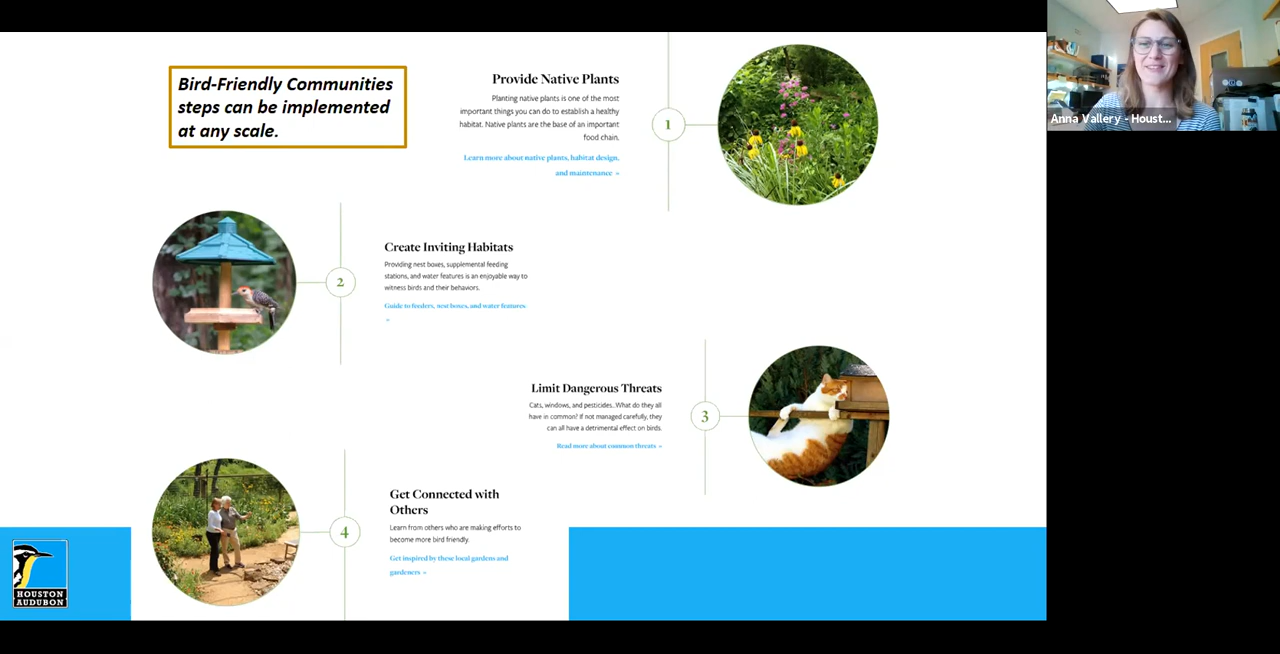 Bird-Friendly Communities
steps can be implemented
at any scale.
Provide Native Plants
Planting native plants is one of the most
important things you can do to establish a healthy
habitat. Native plants are the base of an important
food chain.
Learn more about native plants, habitat design,
and maintenance »
1
2
Create Inviting Habitats
Providing nest boxes, supplemental feeding
stations, and water features is an enjoyable way to
witness birds and their behaviors.
Guide to feeders, nest boxes, and water features
»
Limit Dangerous Threats
Cats, windows, and pesticides...What do they all
have in common? If not managed carefully, they
can all have a detrimental effect on birds.
Read more about common threats »
3
4
Get Connected with
Others
Learn from others who are making efforts to
become more bird friendly.
Get inspired by these local gardens and
gardeners »
HOUSTON
AUDUBON
Anna Vallery - Houst...